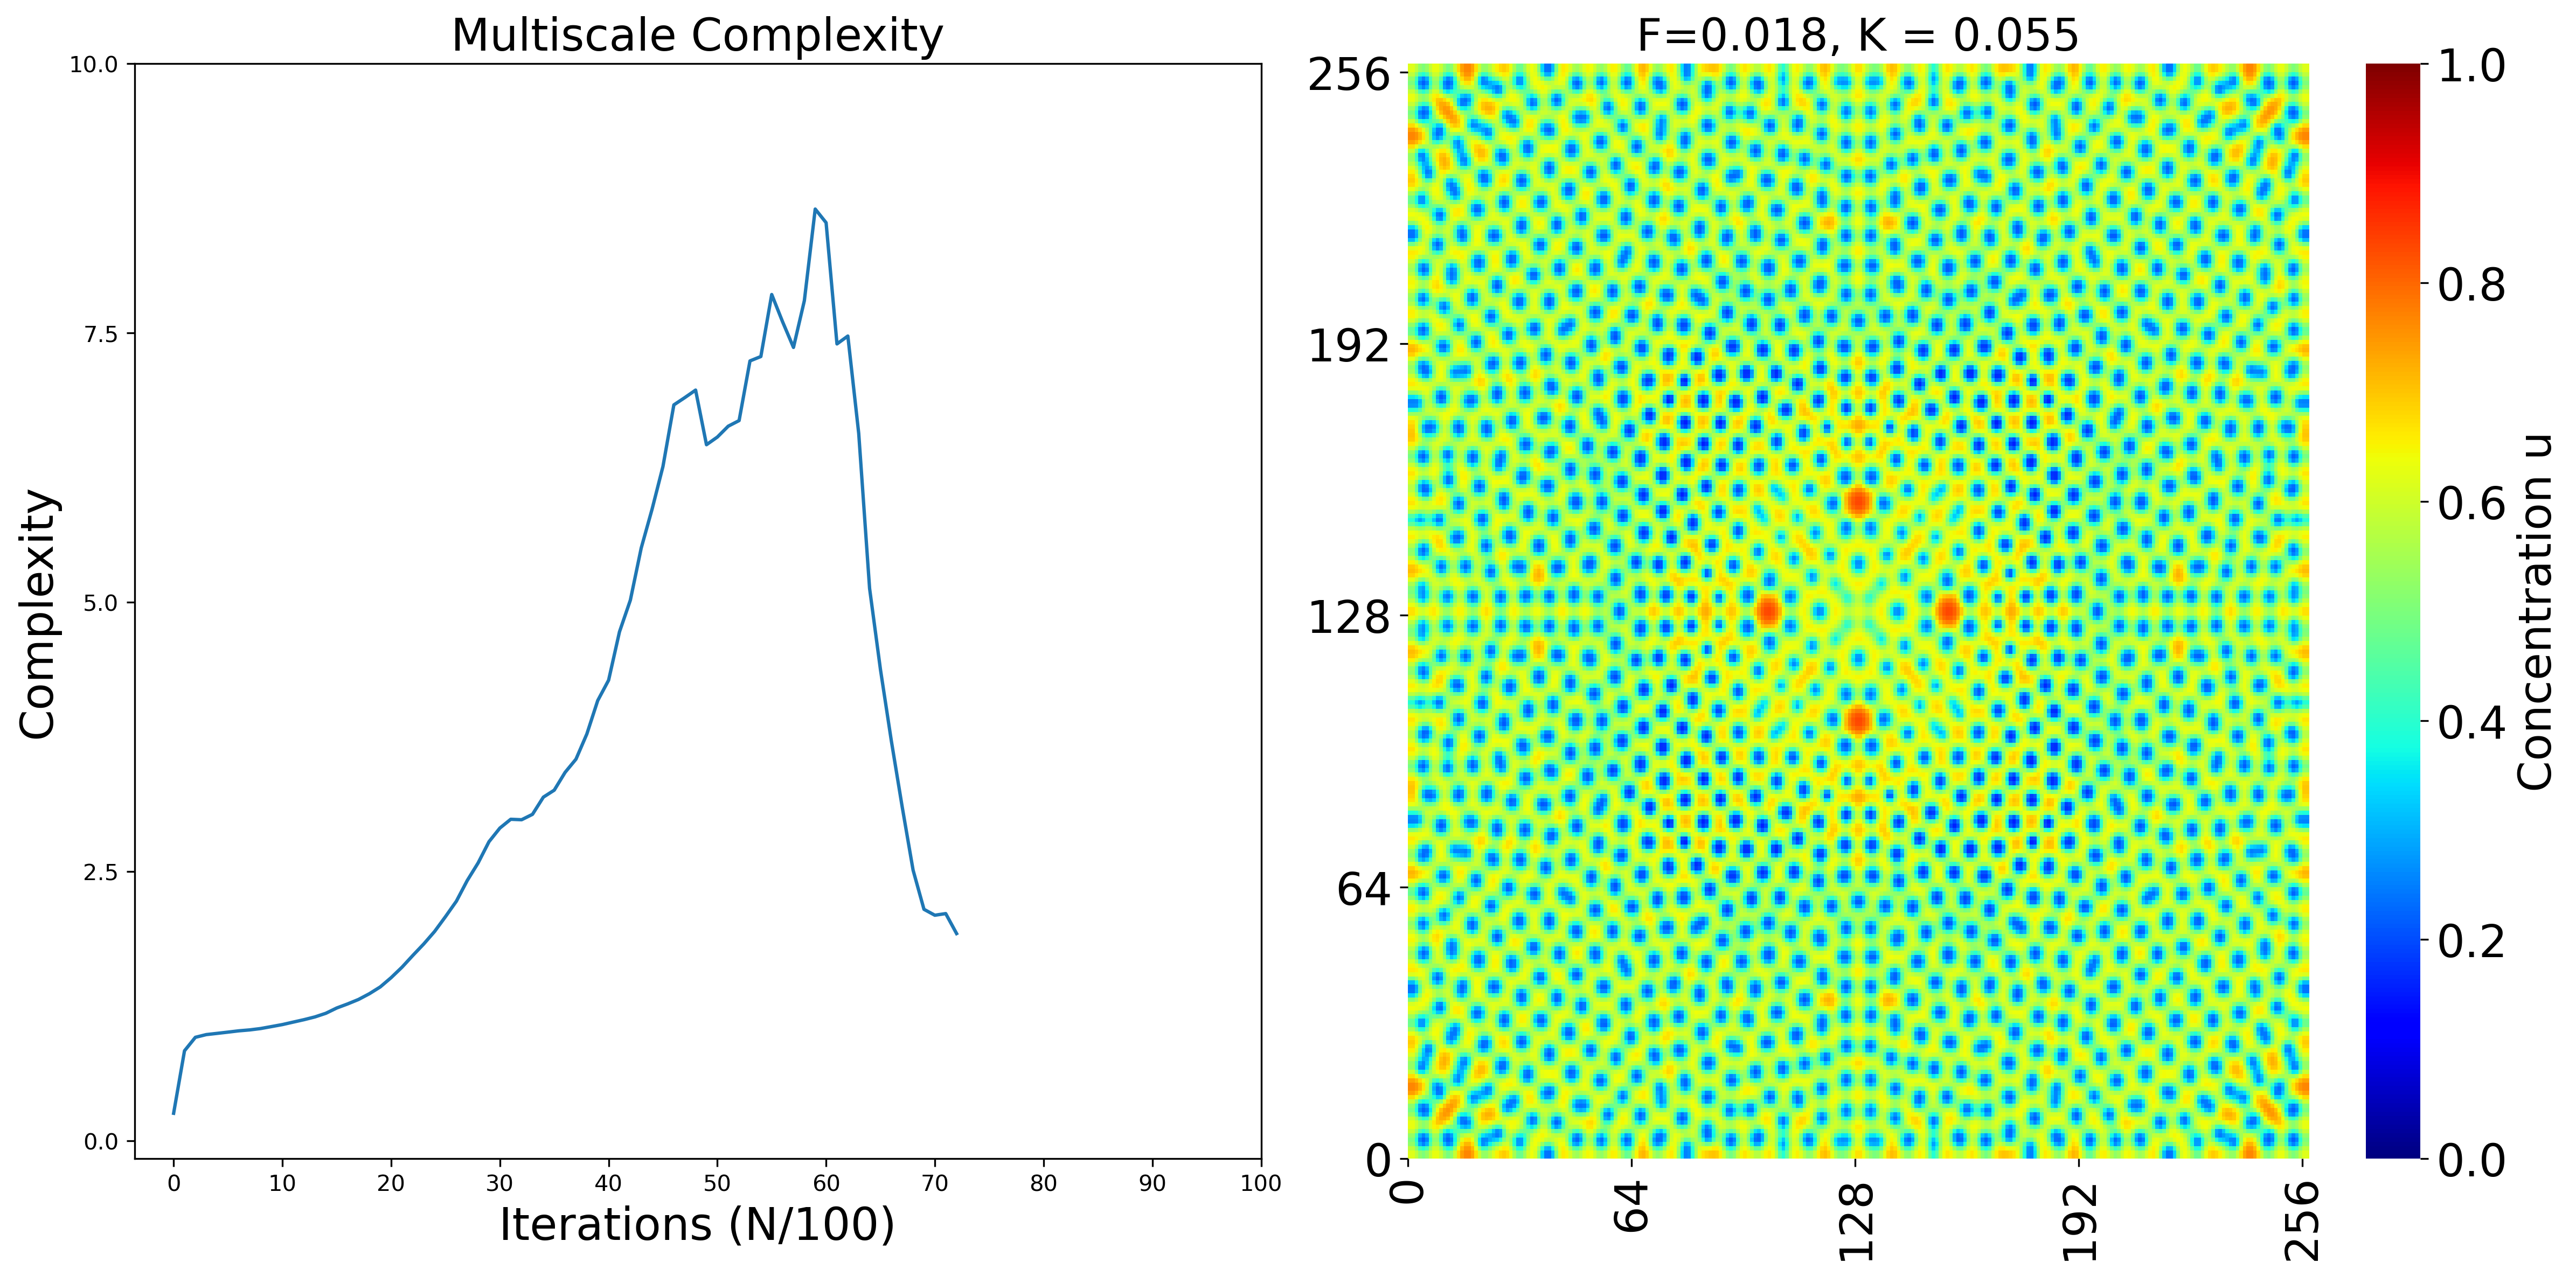 Multiscale Complexity
10.0
7.5
5.0
2.5
0.0
Complexity
0 10 20 30 40 50 60 70 80 90 100
Iterations (N/100)
F=0.018, K = 0.055
256
192
128
64
0
0 64 128 192 256
1.0
0.8
0.6
0.4
0.2
0.0
Concentration u